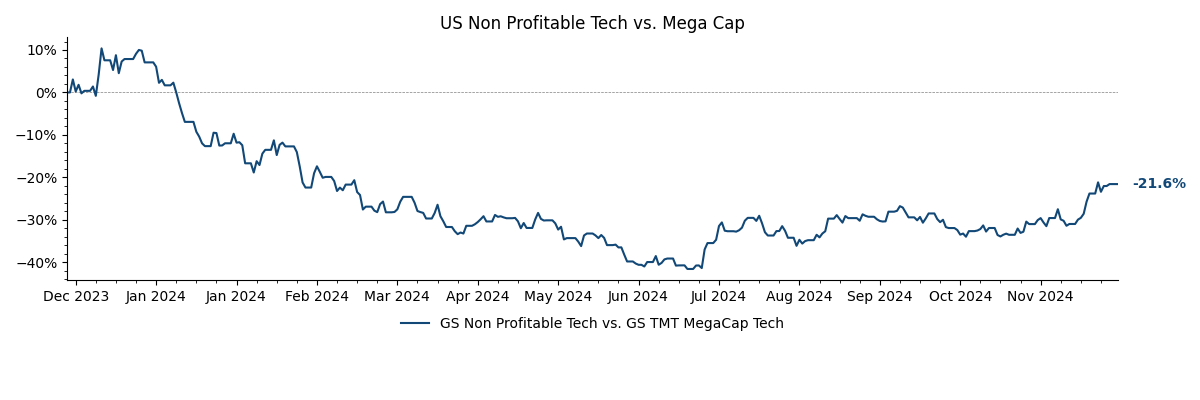 US Non Profitable Tech vs. Mega Cap
10%
0%
−10%
−20%
−30%
−40%
-21.6%
Dec 2023 Jan 2024 Jan 2024 Feb 2024 Mar 2024 Apr 2024 May 2024 Jun 2024 Jul 2024 Aug 2024 Sep 2024 Oct 2024 Nov 2024
GS Non Profitable Tech vs. GS TMT MegaCap Tech